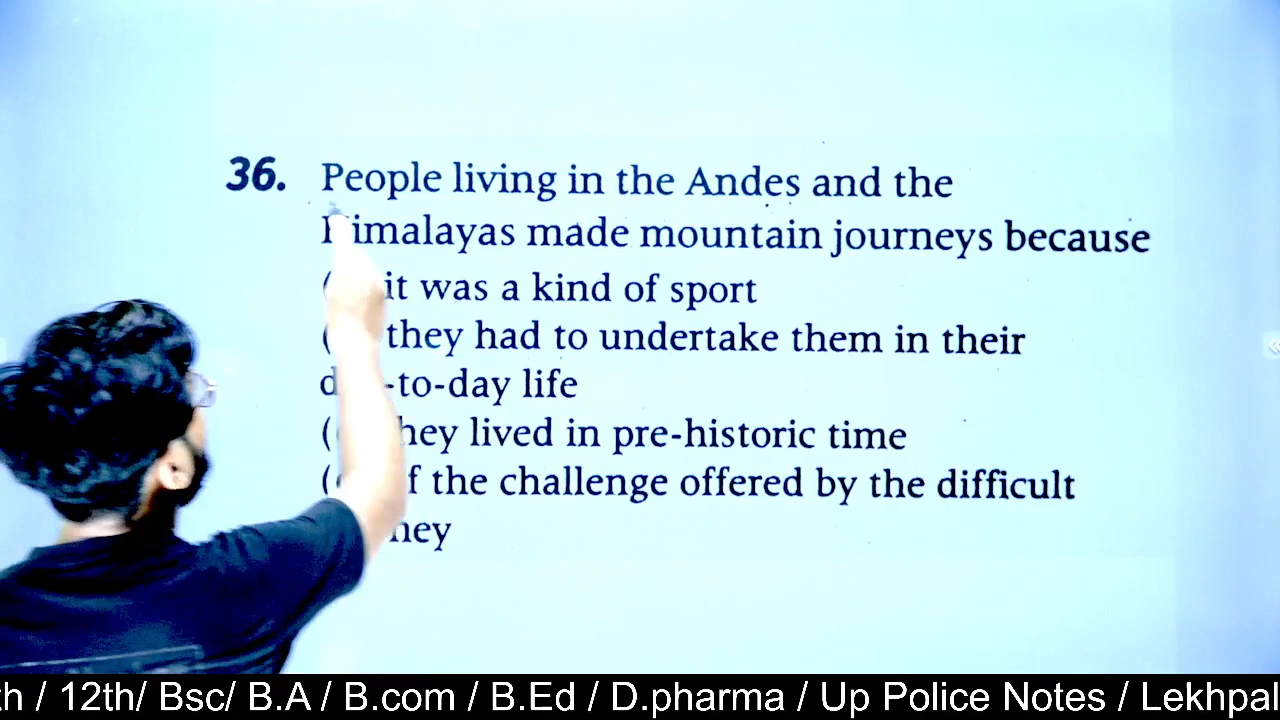 36. People living in the Andes and the
Himalayas made mountain journeys because
( it was a kind of sport
( they had to undertake them in their
-to-day life
( hey lived in pre-historic time
( f the challenge offered by the difficult
ney
th / 12th/ Bsc/ B.A / B.com / B.Ed / D.pharma / Up Police Notes / Lekhpal